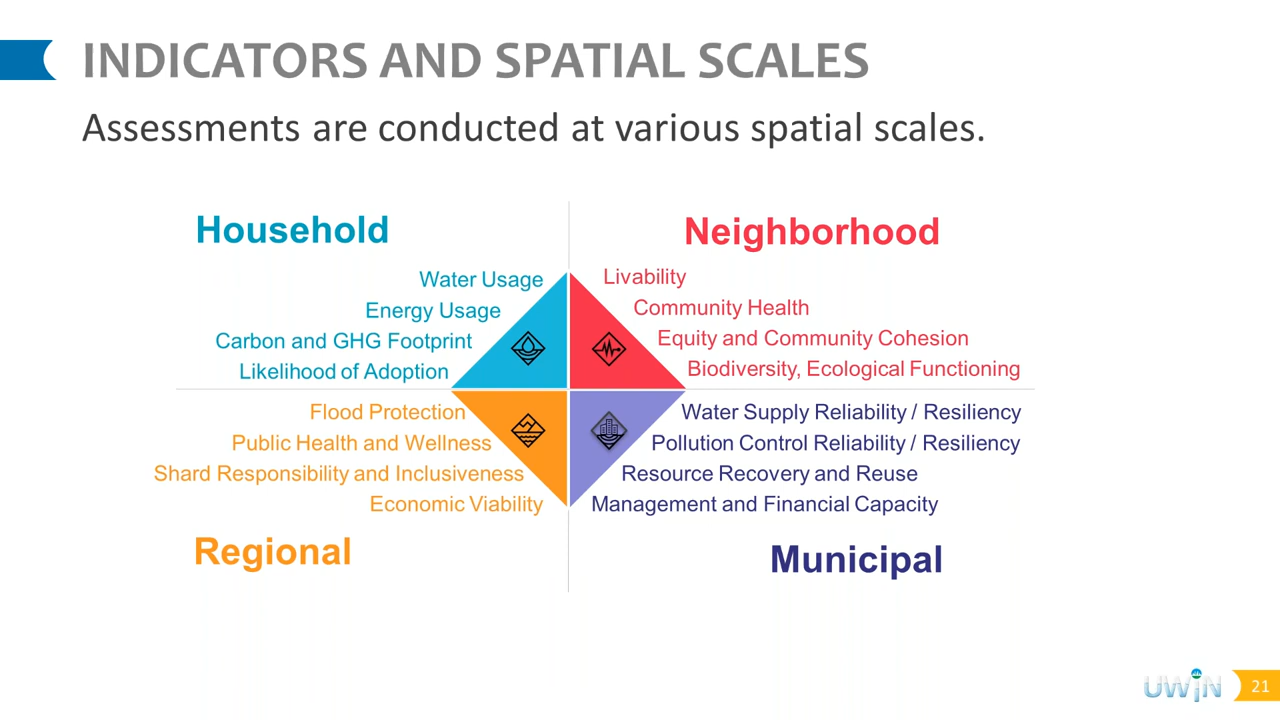 INDICATORS AND SPATIAL SCALES
Assessments are conducted at various spatial scales.
Household
Water Usage
Energy Usage
Carbon and GHG Footprint
Likelihood of Adoption
Neighborhood
Livability
Community Health
Equity and Community Cohesion
Biodiversity, Ecological Functioning
Flood Protection
Public Health and Wellness
Shard Responsibility and Inclusiveness
Economic Viability
Regional
Water Supply Reliability / Resiliency
Pollution Control Reliability / Resiliency
Resource Recovery and Reuse
Management and Financial Capacity
Municipal
UWiN
21